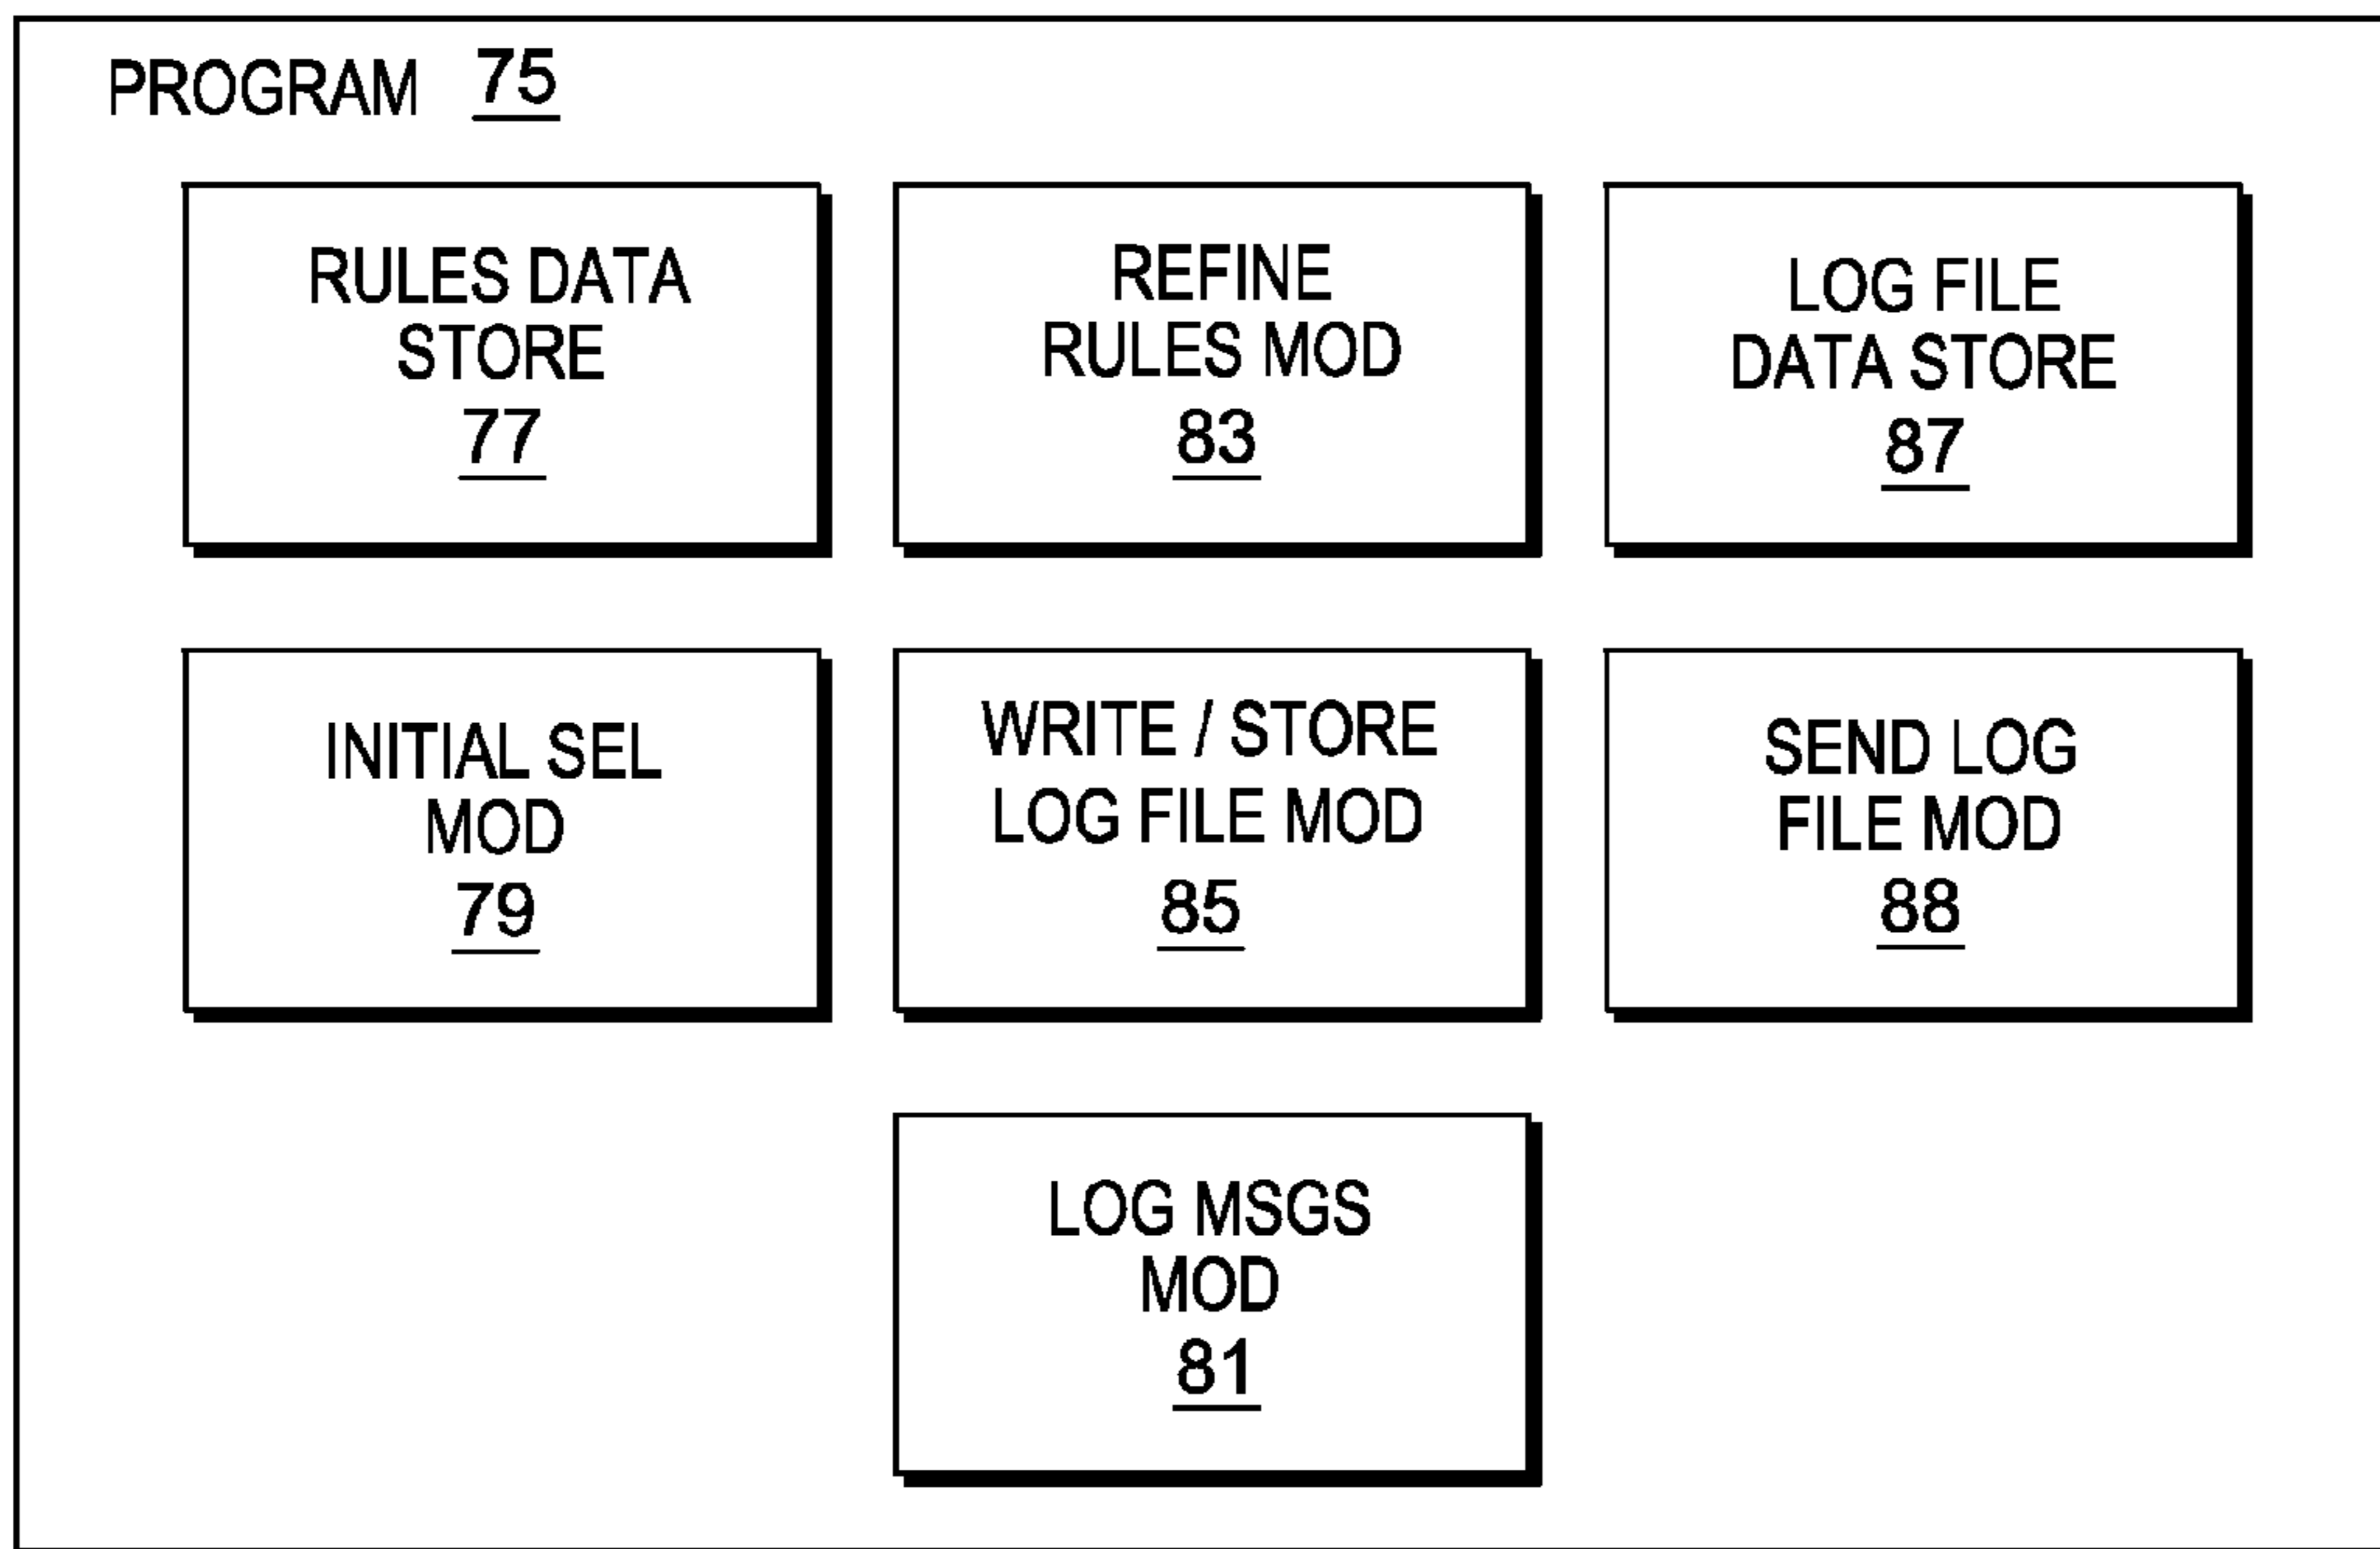 PROGRAM 75
RULES DATA
STORE
77
REFINE
RULES MOD
83
LOG FILE
DATA STORE
87
INITIAL SEL
MOD
79
WRITE / STORE
LOG FILE MOD
85
SEND LOG
FILE MOD
88
LOG MSGS
MOD
81